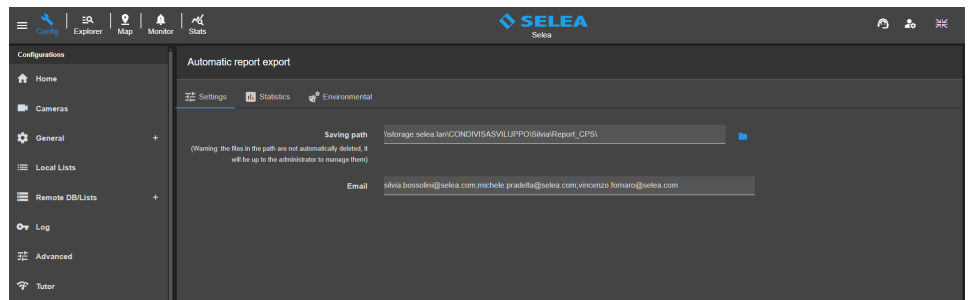 Config
Explorer
Map
Monitor
Stats
SELEA
Selea
Configurations
Home
Cameras
General +
Local Lists
Remote DB/Lists +
Log
Advanced
Tutor
Automatic report export
Settings
Statistics
Environmental
Saving path
(Warning: the files in the path are not automatically deleted, it
will be up to the administrator to manage them)
\\storage.selea.lan\CONDIVISASVILUPPO\Silvia\Report_CPS\
Email
silvia.bossolini@selea.com;michele.pradella@selea.com;vincenzo.fornaro@selea.com